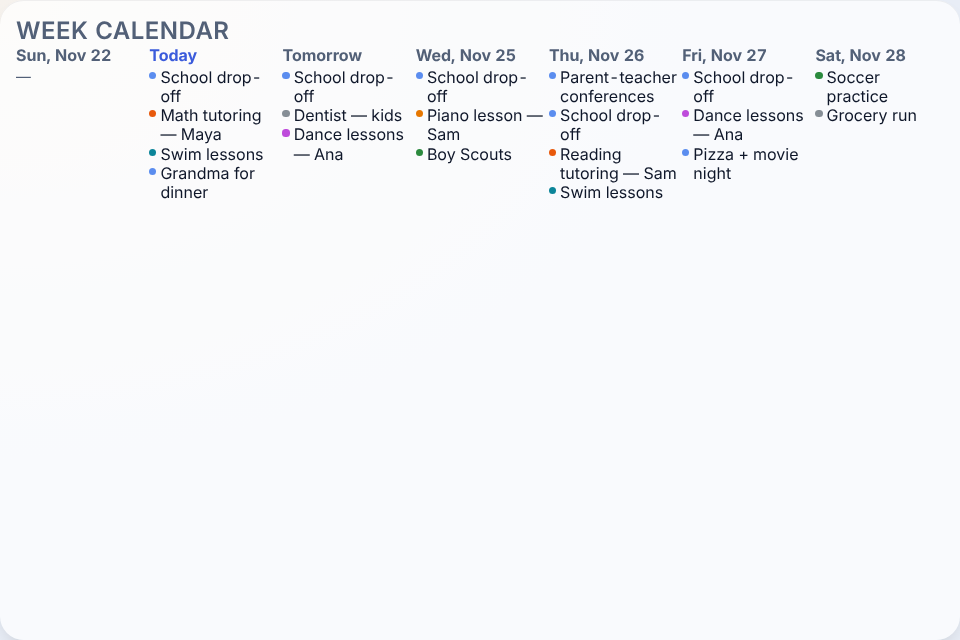 WEEK CALENDAR
Sun, Nov 22
—
Today
School drop-
off
Math tutoring
— Maya
Swim lessons
Grandma for
dinner
Tomorrow
School drop-
off
Dentist — kids
Dance lessons
— Ana
Wed, Nov 25
School drop-
off
Piano lesson —
Sam
Boy Scouts
Thu, Nov 26
Parent-teacher
conferences
School drop-
off
Reading
tutoring — Sam
Swim lessons
Fri, Nov 27
School drop-
off
Dance lessons
— Ana
Pizza + movie
night
Sat, Nov 28
Soccer
practice
Grocery run